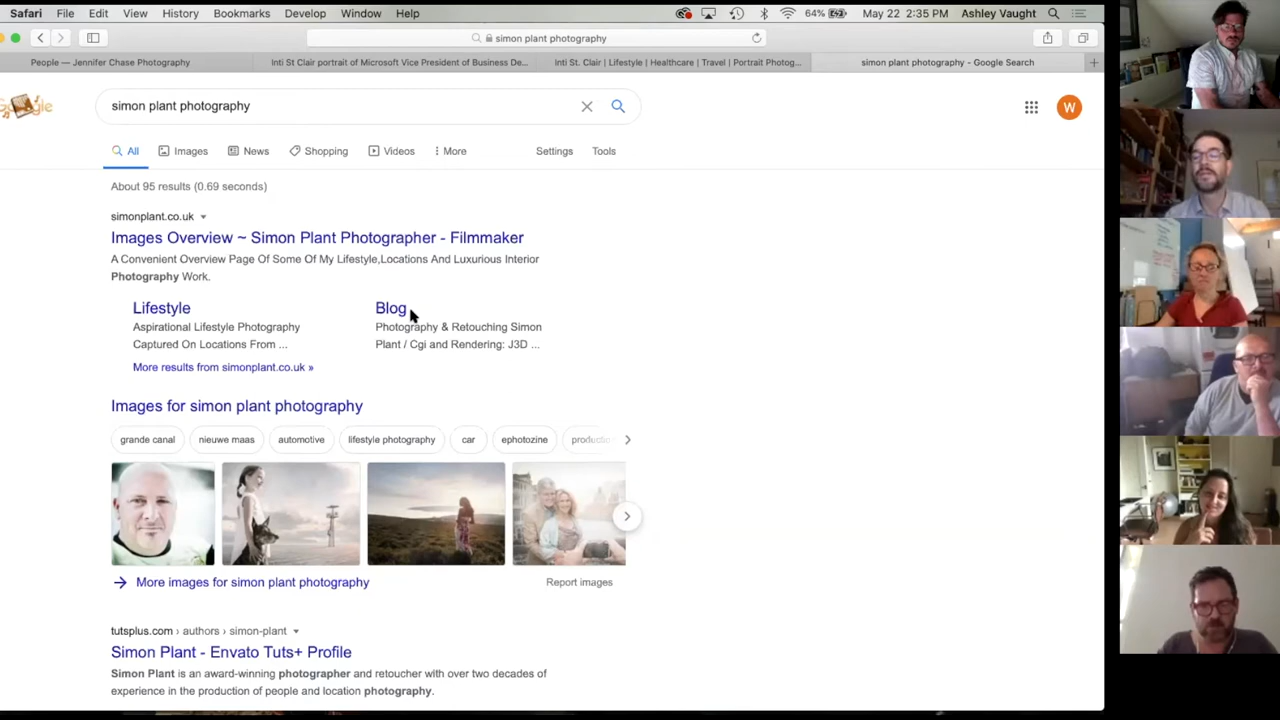 Safari File Edit View History Bookmarks Develop Window Help 64% May 22 2:35 PM Ashley Vaught
simon plant photography
People — Jennifer Chase Photography
Inti St Clair portrait of Microsoft Vice President of Business De...
Inti St. Clair | Lifestyle | Healthcare | Travel | Portrait Photog...
simon plant photography - Google Search
simon plant photography
W
All Images News Shopping Videos More Settings Tools
About 95 results (0.69 seconds)
simonplant.co.uk
Images Overview ~ Simon Plant Photographer - Filmmaker
A Convenient Overview Page Of Some Of My Lifestyle,Locations And Luxurious Interior
Photography Work.
Lifestyle
Aspirational Lifestyle Photography
Captured On Locations From ...
Blog
Photography & Retouching Simon
Plant / Cgi and Rendering: J3D ...
More results from simonplant.co.uk »
Images for simon plant photography
grande canal nieuwe maas automotive lifestyle photography car ephotozine
More images for simon plant photography
Report images
tutsplus.com › authors › simon-plant
Simon Plant - Envato Tuts+ Profile
Simon Plant is an award-winning photographer and retoucher with over two decades of
experience in the production of people and location photography.